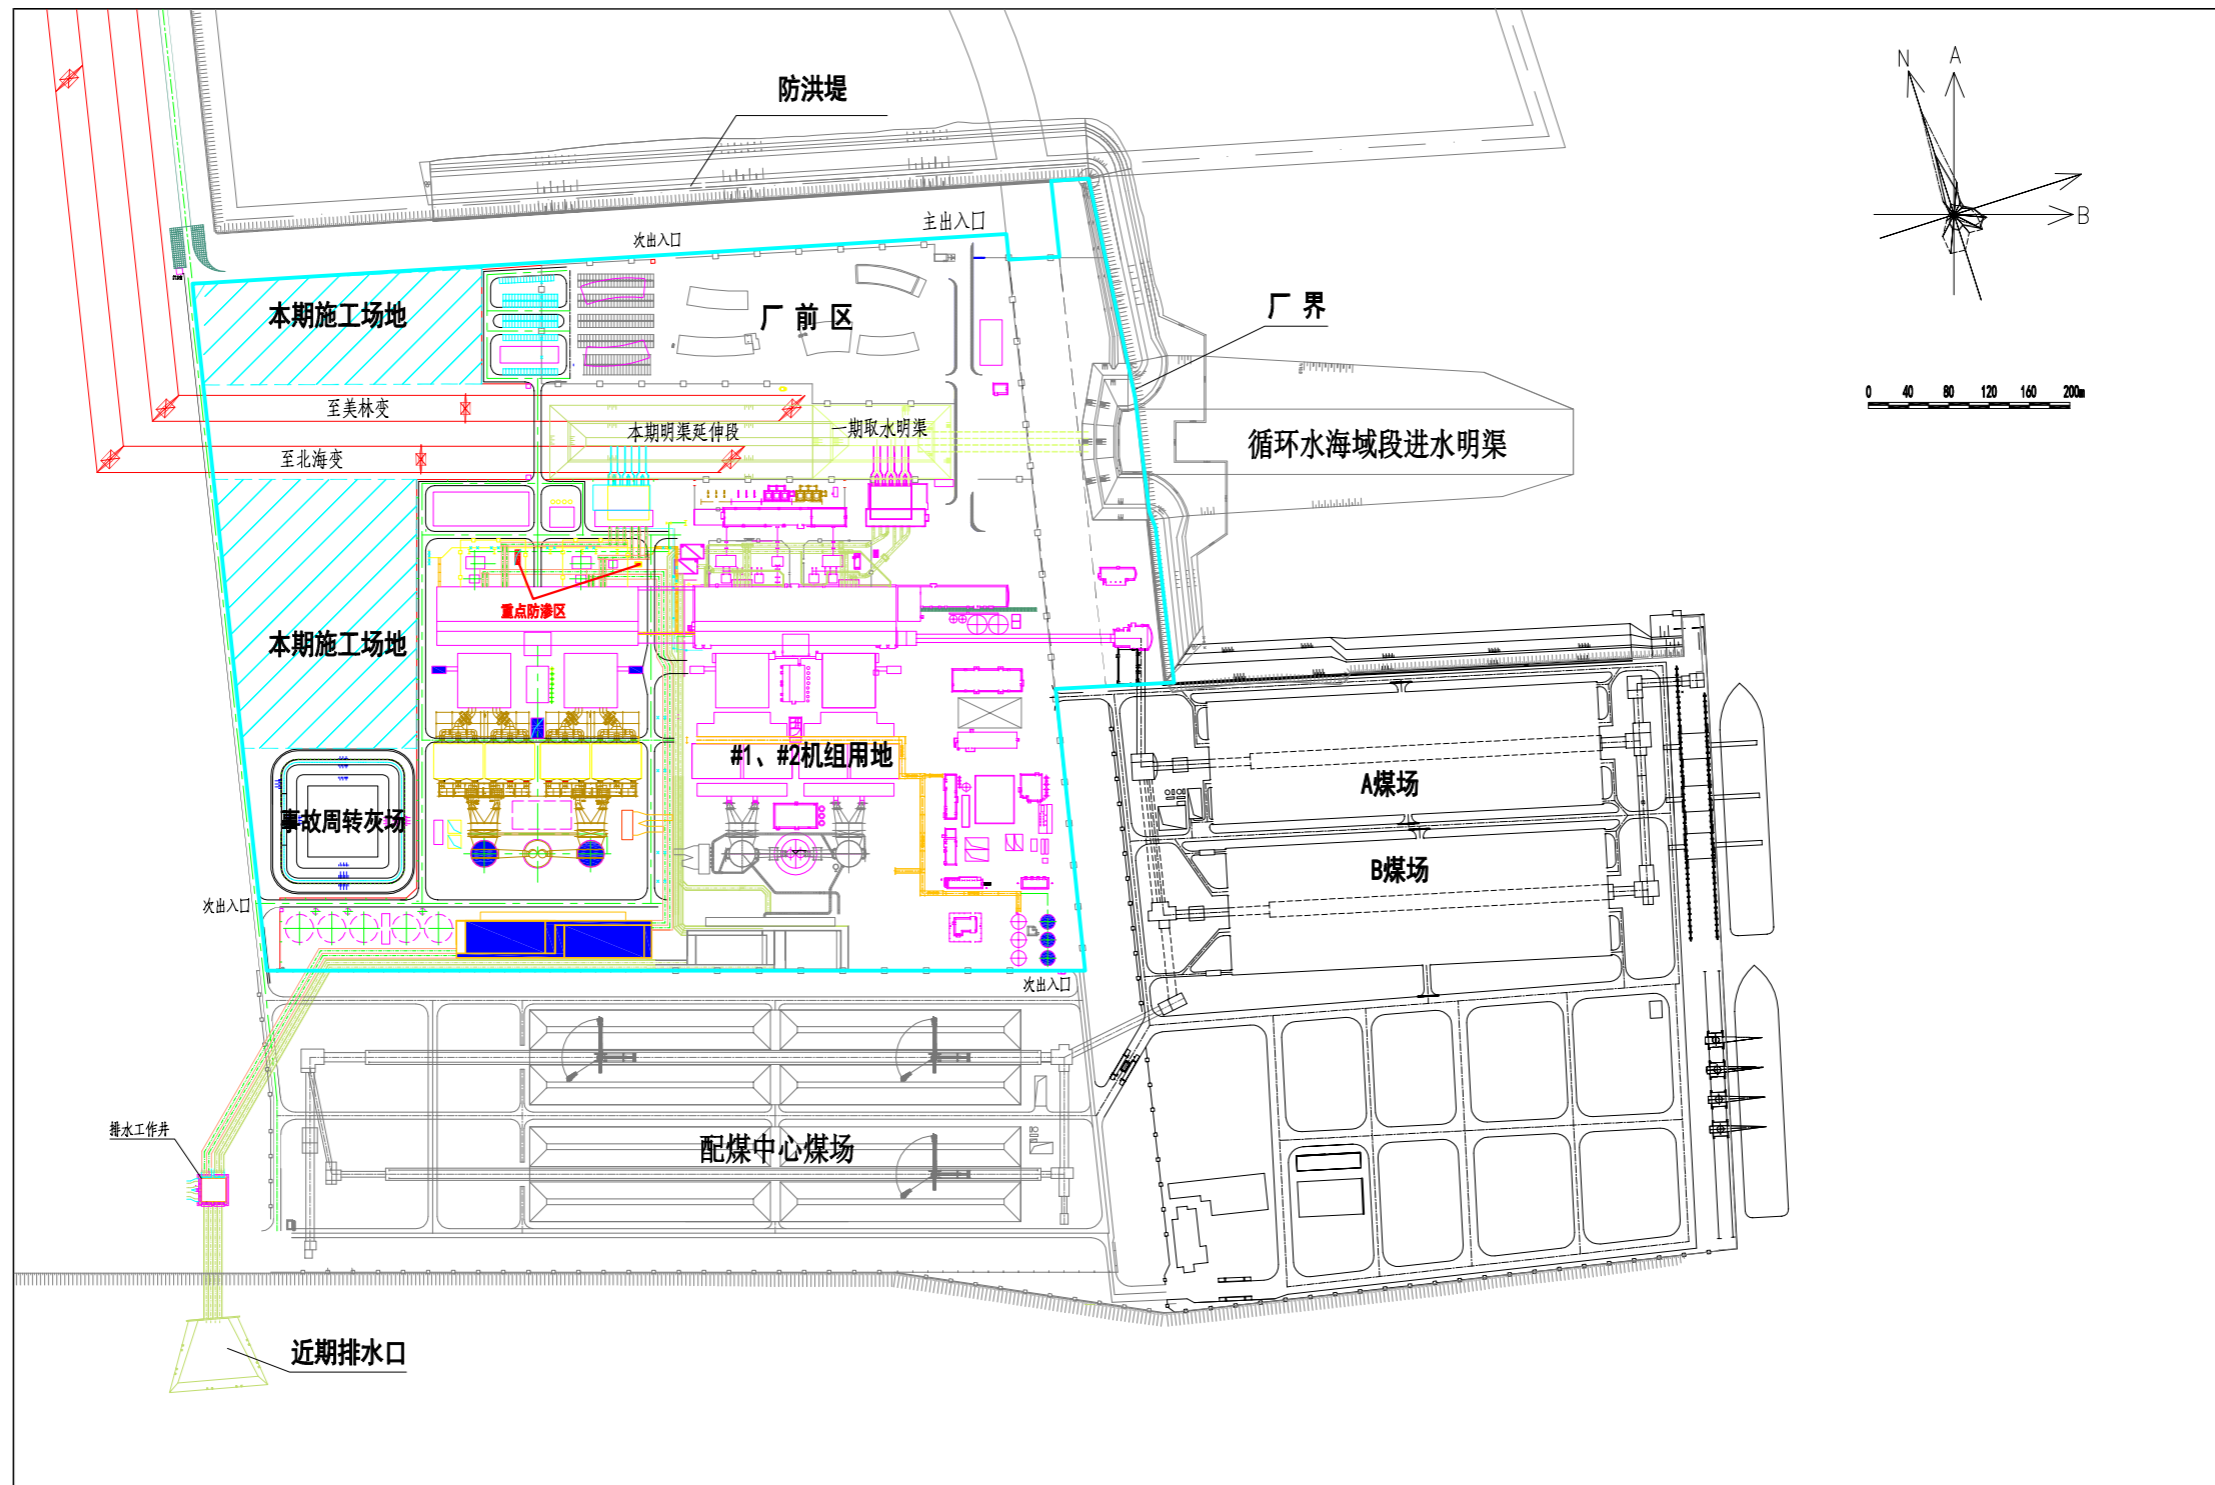 防洪堤
N
A
B
主出入口
次出入口
本期施工场地
厂前区
厂界
0 40 80 120 160 200m
至美林变
本期明渠延伸段
一期取水明渠
循环水海域段进水明渠
至北海变
重点防渗区
本期施工场地
#1、#2机组用地
A煤场
事故周转灰场
B煤场
次出入口
次出入口
排水工作井
配煤中心煤场
近期排水口